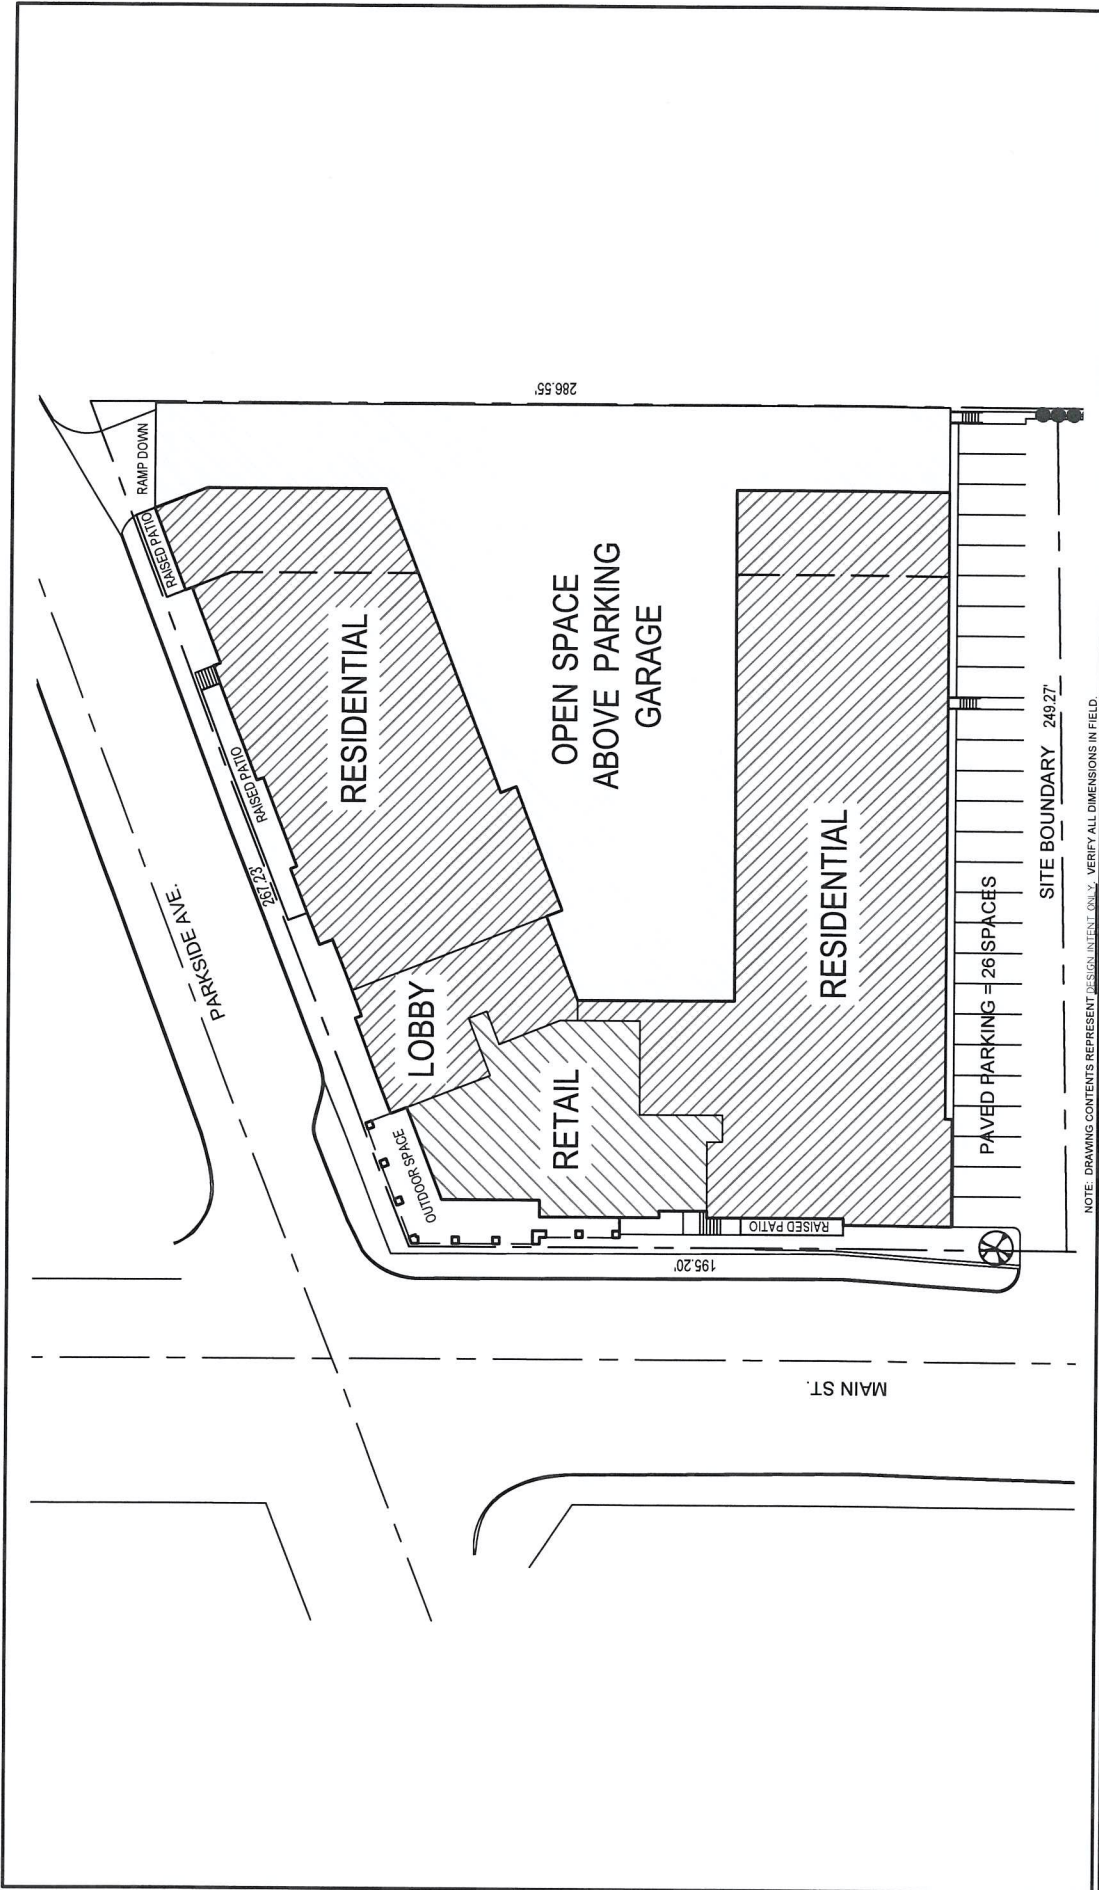 PARKSIDE AVE.
RAMP DOWN
RAISED PATIO
RAISED PATIO
267.23'
286.55'
RESIDENTIAL
OPEN SPACE
ABOVE PARKING
GARAGE
LOBBY
RETAIL
OUTDOOR SPACE
RESIDENTIAL
RAISED PATIO
195.20'
MAIN ST.
PAVED PARKING = 26 SPACES
SITE BOUNDARY 249.27'
NOTE: DRAWING CONTENTS REPRESENT DESIGN INTENT ONLY. VERIFY ALL DIMENSIONS IN FIELD.